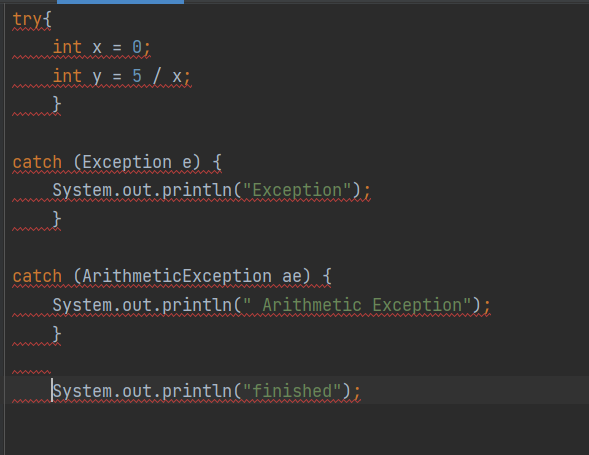 try{
    int x = 0;
    int y = 5 / x;
    }
catch (Exception e) {
    System.out.println("Exception");
    }
catch (ArithmeticException ae) {
    System.out.println(" Arithmetic Exception");
    }
    System.out.println("finished");